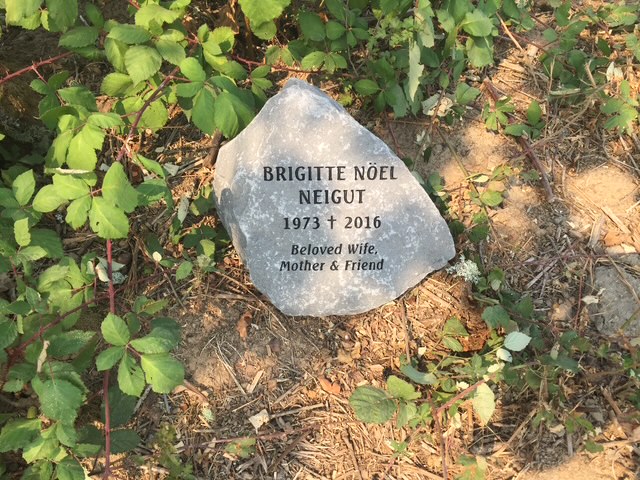 BRIGITTE NÖEL
NEIGUT
1973 † 2016
Beloved Wife,
Mother & Friend